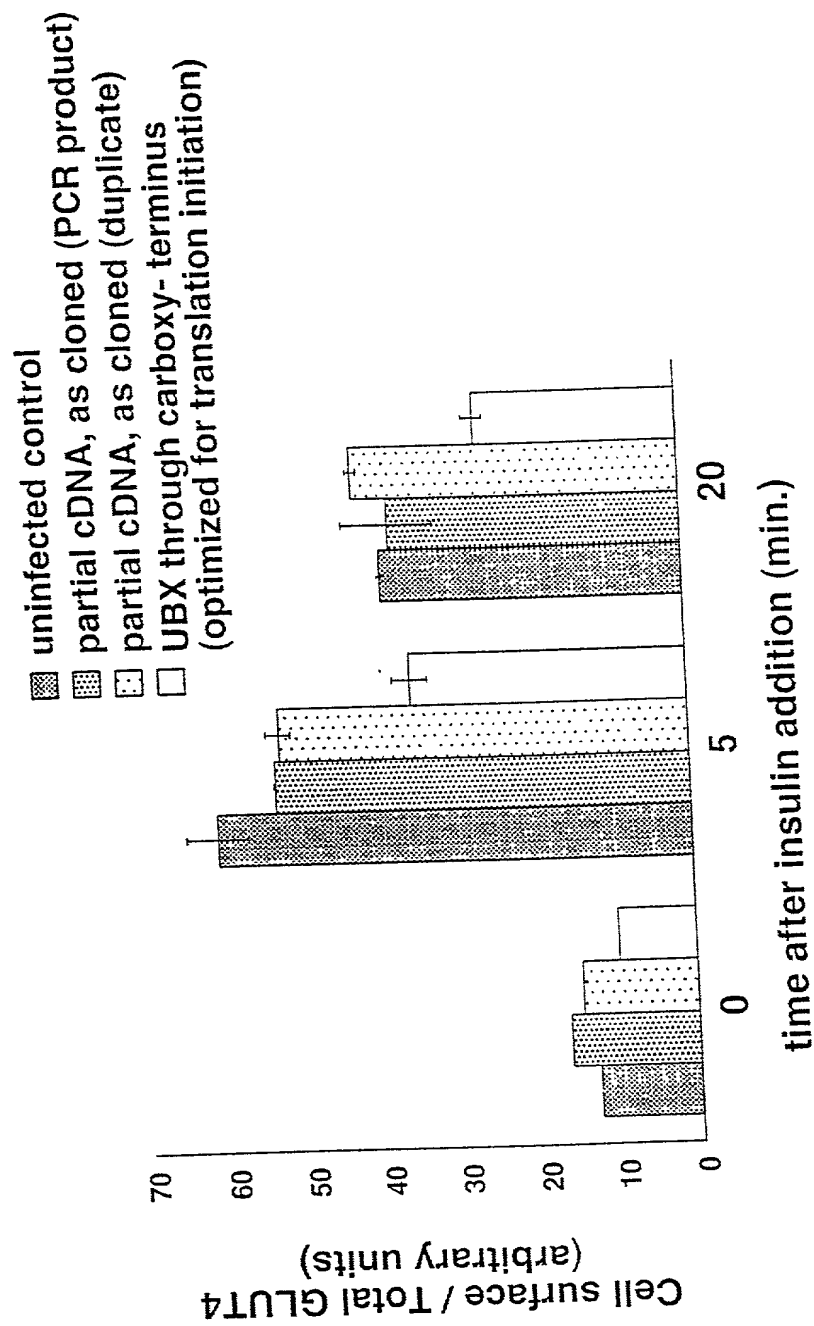 uninfected control
partial cDNA, as cloned (PCR product)
partial cDNA, as cloned (duplicate)
UBX through carboxy- terminus
(optimized for translation initiation)
Cell surface / Total GLUT4
(arbitrary units)
70
60
50
40
30
20
10
0
0
5
20
time after insulin addition (min.)